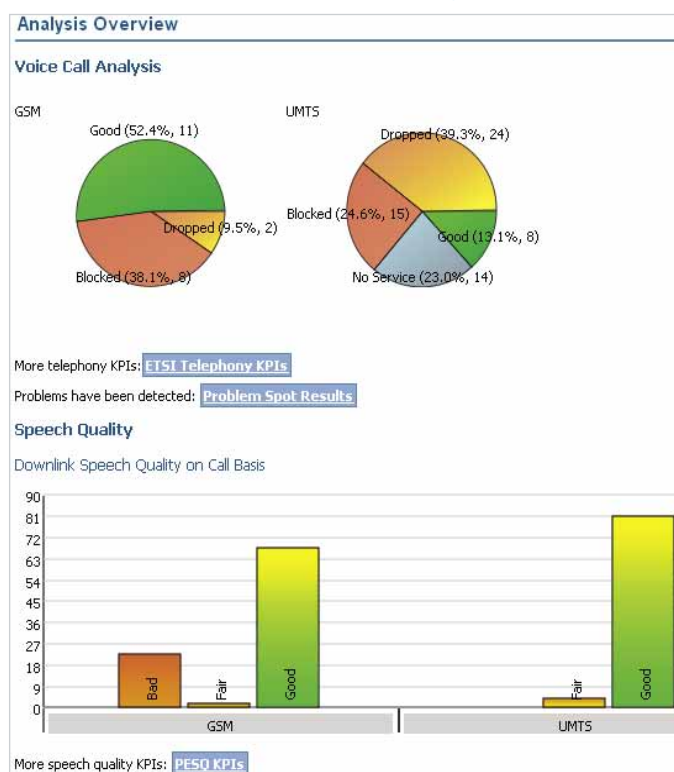 Analysis Overview
Voice Call Analysis
GSM
Good (52.4%, 11)
Dropped (9.5%, 2)
Blocked (38.1%, 8)
UMTS
Dropped (39.3%, 24)
Blocked (24.6%, 15)
Good (13.1%, 8)
No Service (23.0%, 14)
More telephony KPIs: ETSI Telephony KPIs
Problems have been detected: Problem Spot Results
Speech Quality
Downlink Speech Quality on Call Basis
90
81
72
63
54
45
36
27
18
9
0
Bad
Fair
Good
Fair
Good
GSM
UMTS
More speech quality KPIs: PESQ KPIs